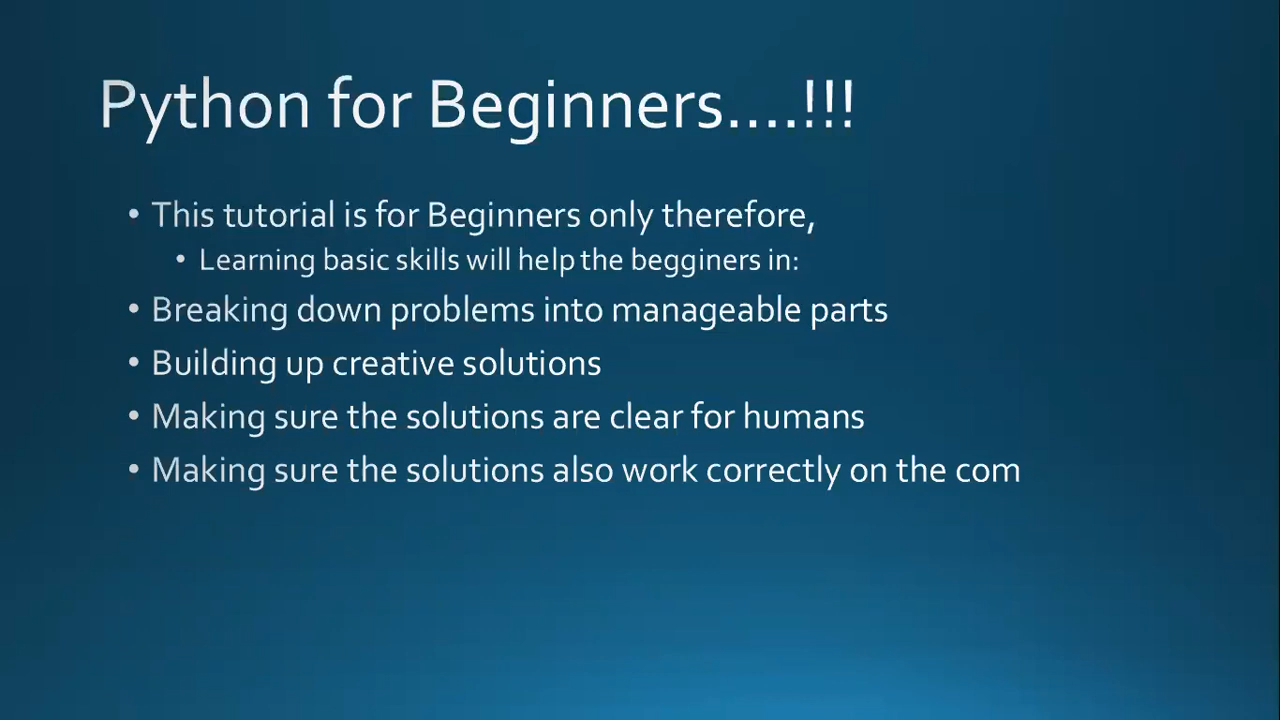 Python for Beginners....!!!
• This tutorial is for Beginners only therefore,
• Learning basic skills will help the begginers in:
• Breaking down problems into manageable parts
• Building up creative solutions
• Making sure the solutions are clear for humans
• Making sure the solutions also work correctly on the com